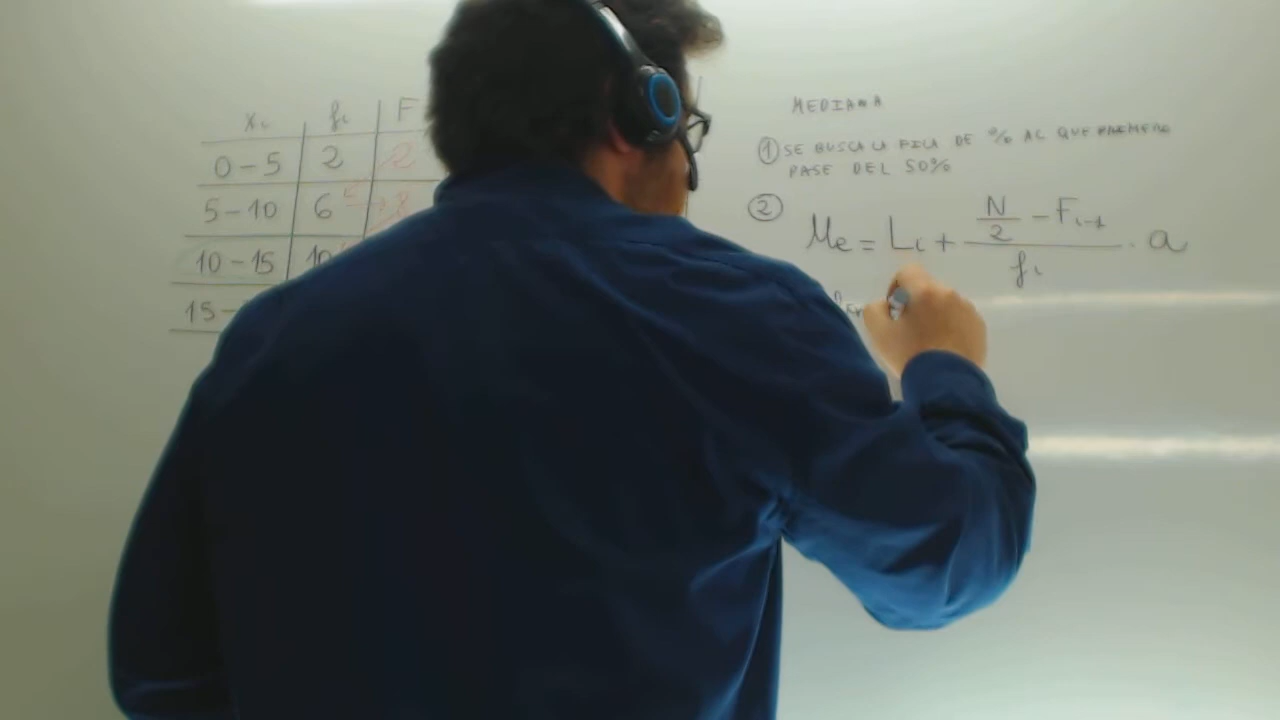 xi fi F
0-5 2 2
5-10 6 8
10-15 10
15-
MEDIANA
① SE BUSCA LA FILA DE % AL QUE PRIMERO
PASE DEL 50%
②
Me = Li + (N/2 - Fi-1)/fi · a